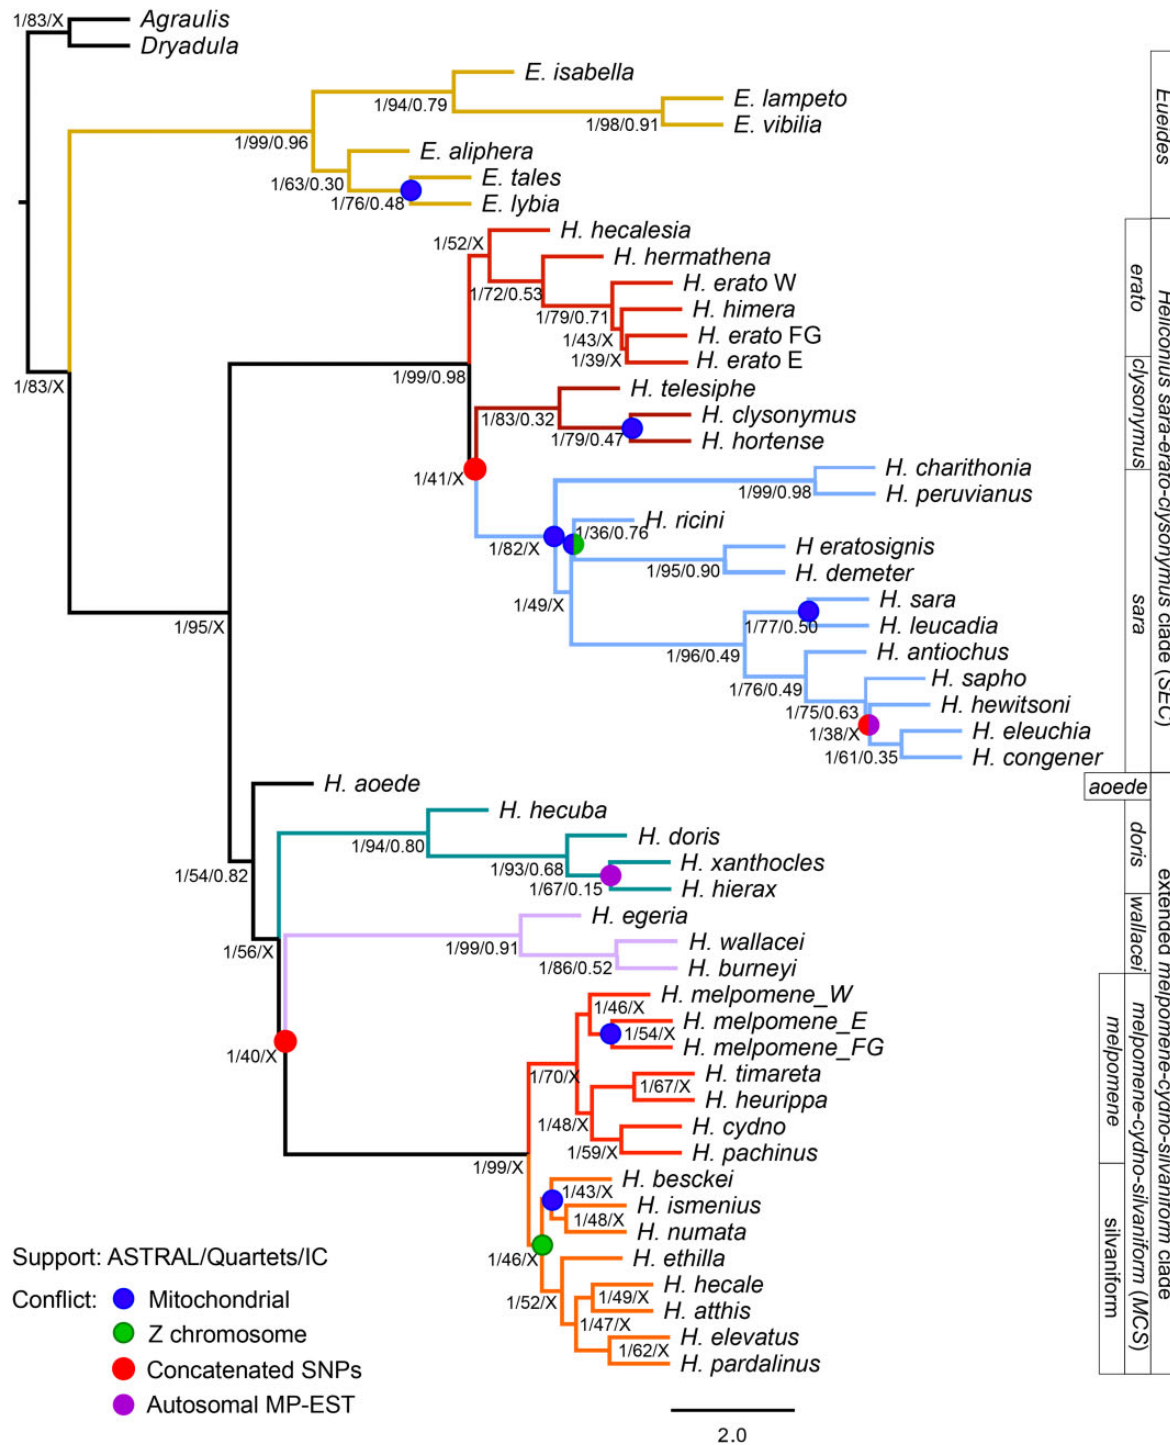 1/83/X
Agraulis
Dryadula
E. isabella
1/94/0.79
E. lampeto
1/98/0.91
E. vibilia
1/99/0.96
E. aliphera
1/63/0.30
E. tales
1/76/0.48
E. lybia
Eueides
H. hecalesia
1/52/X
H. hermathena
1/72/0.53
H. erato W
1/79/0.71
H. himera
1/43/X
H. erato FG
1/39/X
H. erato E
erato
1/83/X
1/99/0.98
H. telesiphe
1/83/0.32
H. clysonymus
1/79/0.47
H. hortense
clysonymus
1/41/X
H. charithonia
1/99/0.98
H. peruvianus
H. ricini
1/36/0.76
1/82/X
H eratosignis
1/95/0.90
H. demeter
1/49/X
H. sara
1/77/0.50
H. leucadia
1/95/X
1/96/0.49
H. antiochus
1/76/0.49
H. sapho
1/75/0.63
H. hewitsoni
1/38/X
H. eleuchia
1/61/0.35
H. congener
sara
Heliconius sara-erato-clysonymus clade (SEC)
H. aoede
aoede
H. hecuba
1/94/0.80
H. doris
1/93/0.68
H. xanthocles
1/67/0.15
H. hierax
doris
1/54/0.82
H. egeria
1/56/X
1/99/0.91
H. wallacei
1/86/0.52
H. burneyi
wallacei
H. melpomene_W
1/46/X
H. melpomene_E
1/54/X
H. melpomene_FG
1/40/X
1/70/X
H. timareta
1/67/X
H. heurippa
1/48/X
H. cydno
1/59/X
H. pachinus
melpomene
1/99/X
H. besckei
1/43/X
H. ismenius
1/48/X
H. numata
1/46/X
H. ethilla
1/52/X
H. hecale
1/49/X
H. atthis
1/47/X
H. elevatus
1/62/X
H. pardalinus
silvaniform
melpomene-cydno-silvaniform (MCS)
extended melpomene-cydno-silvaniform clade
Support: ASTRAL/Quartets/IC
Conflict:
Mitochondrial
Z chromosome
Concatenated SNPs
Autosomal MP-EST
2.0